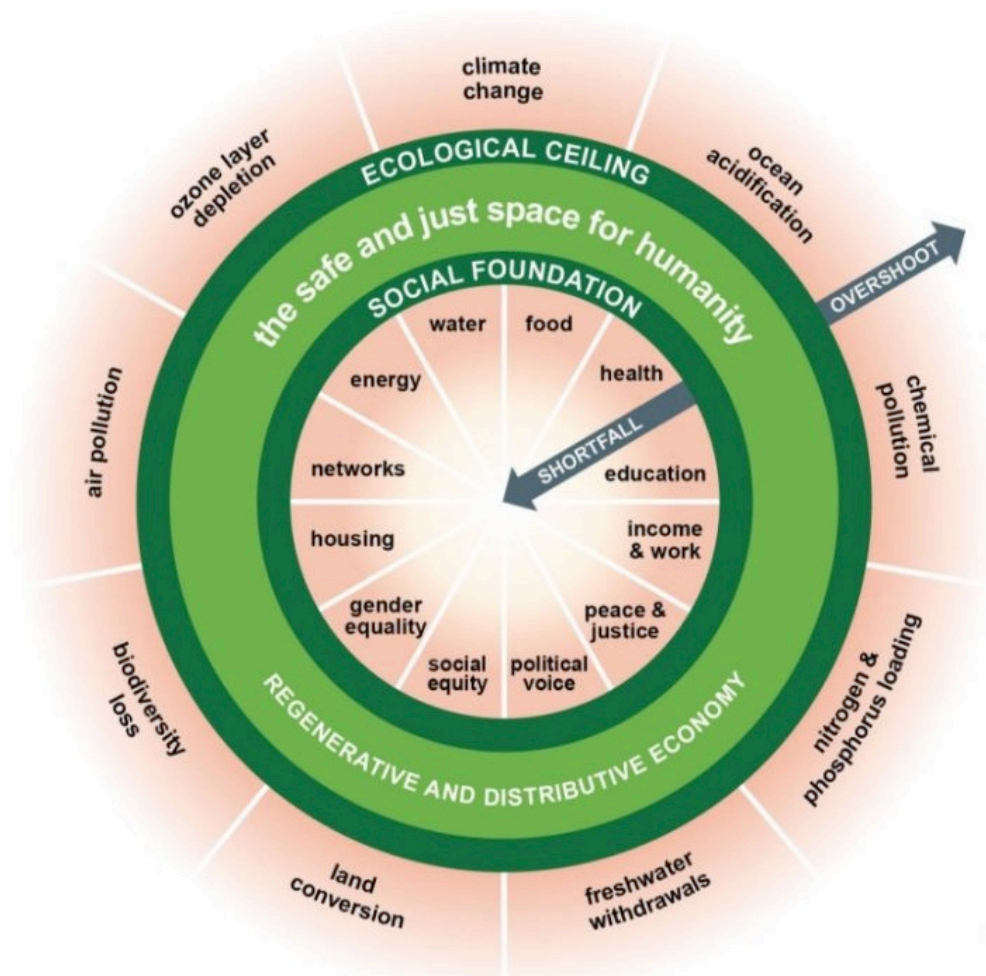 climate
change
ocean
acidification
OVERSHOOT
chemical
pollution
nitrogen &
phosphorus loading
freshwater
withdrawals
land
conversion
biodiversity
loss
air pollution
ozone layer
depletion
ECOLOGICAL CEILING
the safe and just space for humanity
SOCIAL FOUNDATION
water
food
health
SHORTFALL
education
income
& work
peace &
justice
political
voice
social
equity
gender
equality
housing
networks
energy
REGENERATIVE AND DISTRIBUTIVE ECONOMY